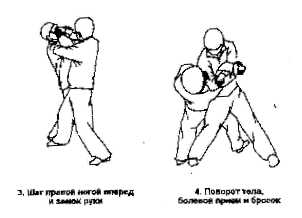 3. Шаг правой ногой вперед
и замок руки
4. Поворот тела,
болевой прием и бросок